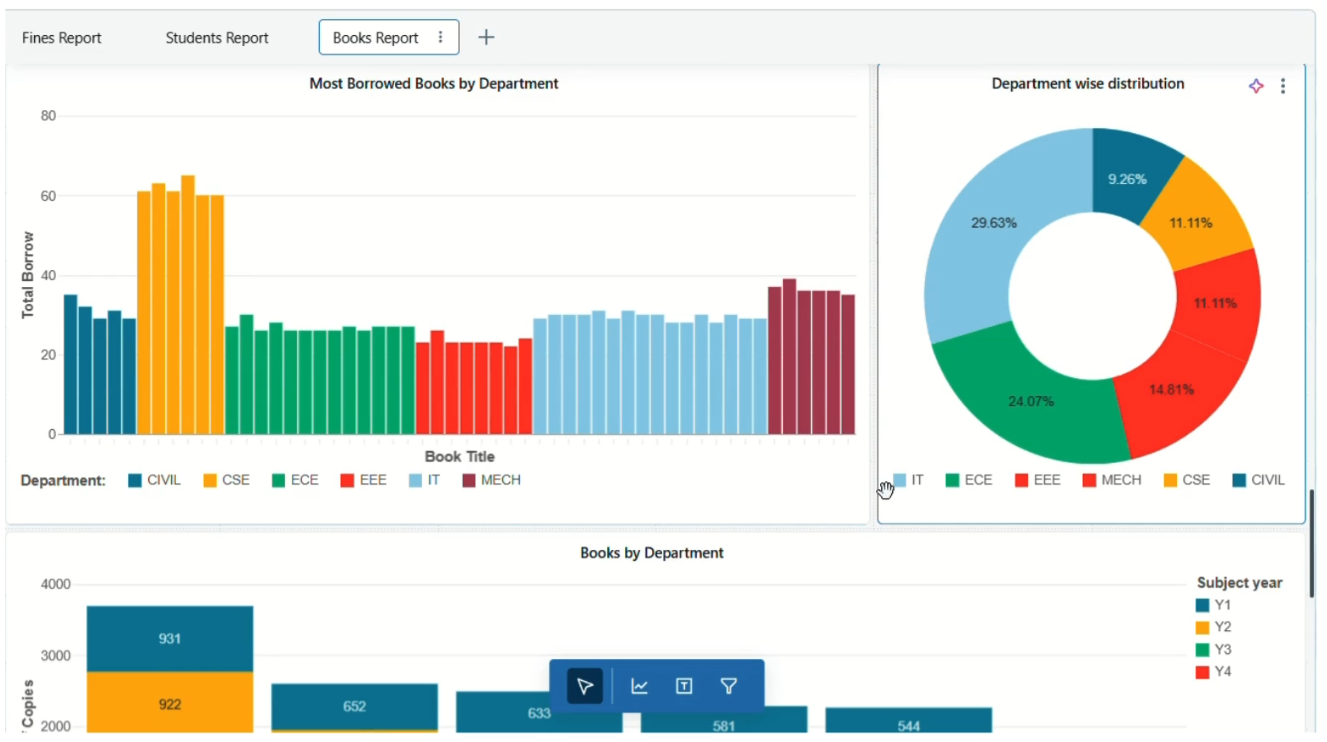 Fines Report Students Report Books Report
Most Borrowed Books by Department
80
60
40
20
0
Total Borrow
Book Title
Department: CIVIL CSE ECE EEE IT MECH
Department wise distribution
9.26%
29.63%
11.11%
11.11%
14.81%
24.07%
IT ECE EEE MECH CSE CIVIL
Books by Department
4000
3000
2000
Copies
931
922
652
633
581
544
Subject year
Y1
Y2
Y3
Y4